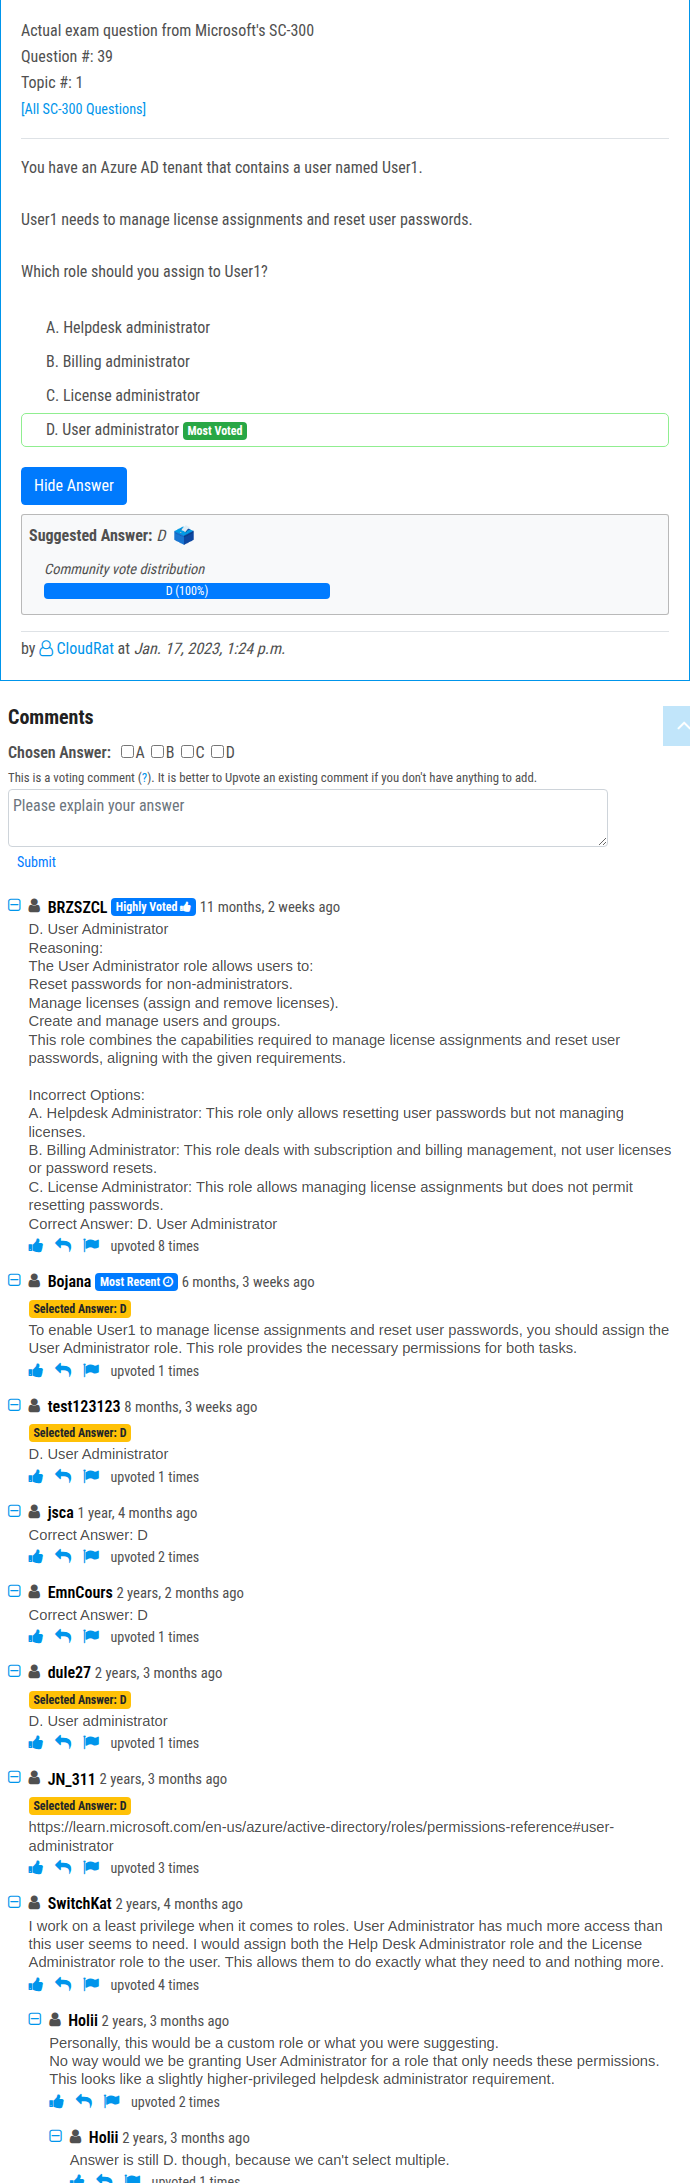 Actual exam question from Microsoft's SC-300
Question #: 39
Topic #: 1
[All SC-300 Questions]
You have an Azure AD tenant that contains a user named User1.
User1 needs to manage license assignments and reset user passwords.
Which role should you assign to User1?
A. Helpdesk administrator
B. Billing administrator
C. License administrator
D. User administrator Most Voted
Hide Answer
Suggested Answer: D
Community vote distribution
D (100%)
by CloudRat at Jan. 17, 2023, 1:24 p.m.
Comments
Chosen Answer: A B C D
This is a voting comment (?). It is better to Upvote an existing comment if you don't have anything to add.
Please explain your answer
Submit
BRZSZCL Highly Voted 11 months, 2 weeks ago
D. User Administrator
Reasoning:
The User Administrator role allows users to:
Reset passwords for non-administrators.
Manage licenses (assign and remove licenses).
Create and manage users and groups.
This role combines the capabilities required to manage license assignments and reset user
passwords, aligning with the given requirements.
Incorrect Options:
A. Helpdesk Administrator: This role only allows resetting user passwords but not managing
licenses.
B. Billing Administrator: This role deals with subscription and billing management, not user licenses
or password resets.
C. License Administrator: This role allows managing license assignments but does not permit
resetting passwords.
Correct Answer: D. User Administrator
upvoted 8 times
Bojana Most Recent 6 months, 3 weeks ago
Selected Answer: D
To enable User1 to manage license assignments and reset user passwords, you should assign the
User Administrator role. This role provides the necessary permissions for both tasks.
upvoted 1 times
test123123 8 months, 3 weeks ago
Selected Answer: D
D. User Administrator
upvoted 1 times
jsca 1 year, 4 months ago
Correct Answer: D
upvoted 2 times
EmnCours 2 years, 2 months ago
Correct Answer: D
upvoted 1 times
dule27 2 years, 3 months ago
Selected Answer: D
D. User administrator
upvoted 1 times
JN_311 2 years, 3 months ago
Selected Answer: D
https://learn.microsoft.com/en-us/azure/active-directory/roles/permissions-reference#user-
administrator
upvoted 3 times
SwitchKat 2 years, 4 months ago
I work on a least privilege when it comes to roles. User Administrator has much more access than
this user seems to need. I would assign both the Help Desk Administrator role and the License
Administrator role to the user. This allows them to do exactly what they need to and nothing more.
upvoted 4 times
Holii 2 years, 3 months ago
Personally, this would be a custom role or what you were suggesting.
No way would we be granting User Administrator for a role that only needs these permissions.
This looks like a slightly higher-privileged helpdesk administrator requirement.
upvoted 2 times
Holii 2 years, 3 months ago
Answer is still D. though, because we can't select multiple.
upvoted 1 times